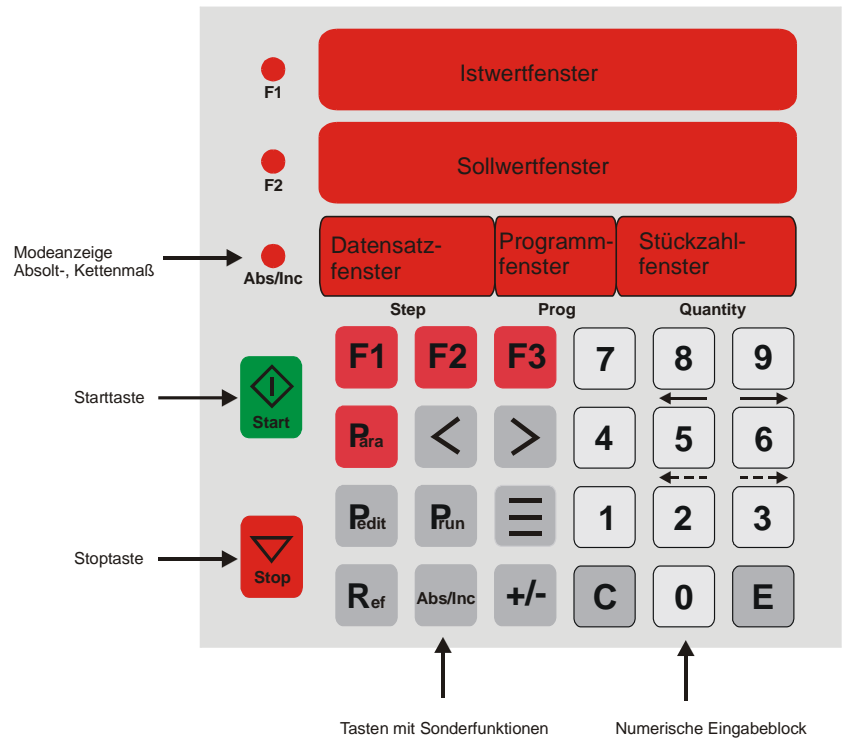 Istwertfenster
F1
Sollwertfenster
F2
Modeanzeige
Absolt-, Kettenmaß
Abs/Inc
Datensatz-
fenster
Programm-
fenster
Stückzahl-
fenster
Step Prog Quantity
Starttaste
Start
F1 F2 F3 7 8 9
Para < > 4 5 6
Stoptaste
Stop
Pedit Prun 1 2 3
Ref Abs/Inc +/- C 0 E
Tasten mit Sonderfunktionen
Numerische Eingabeblock